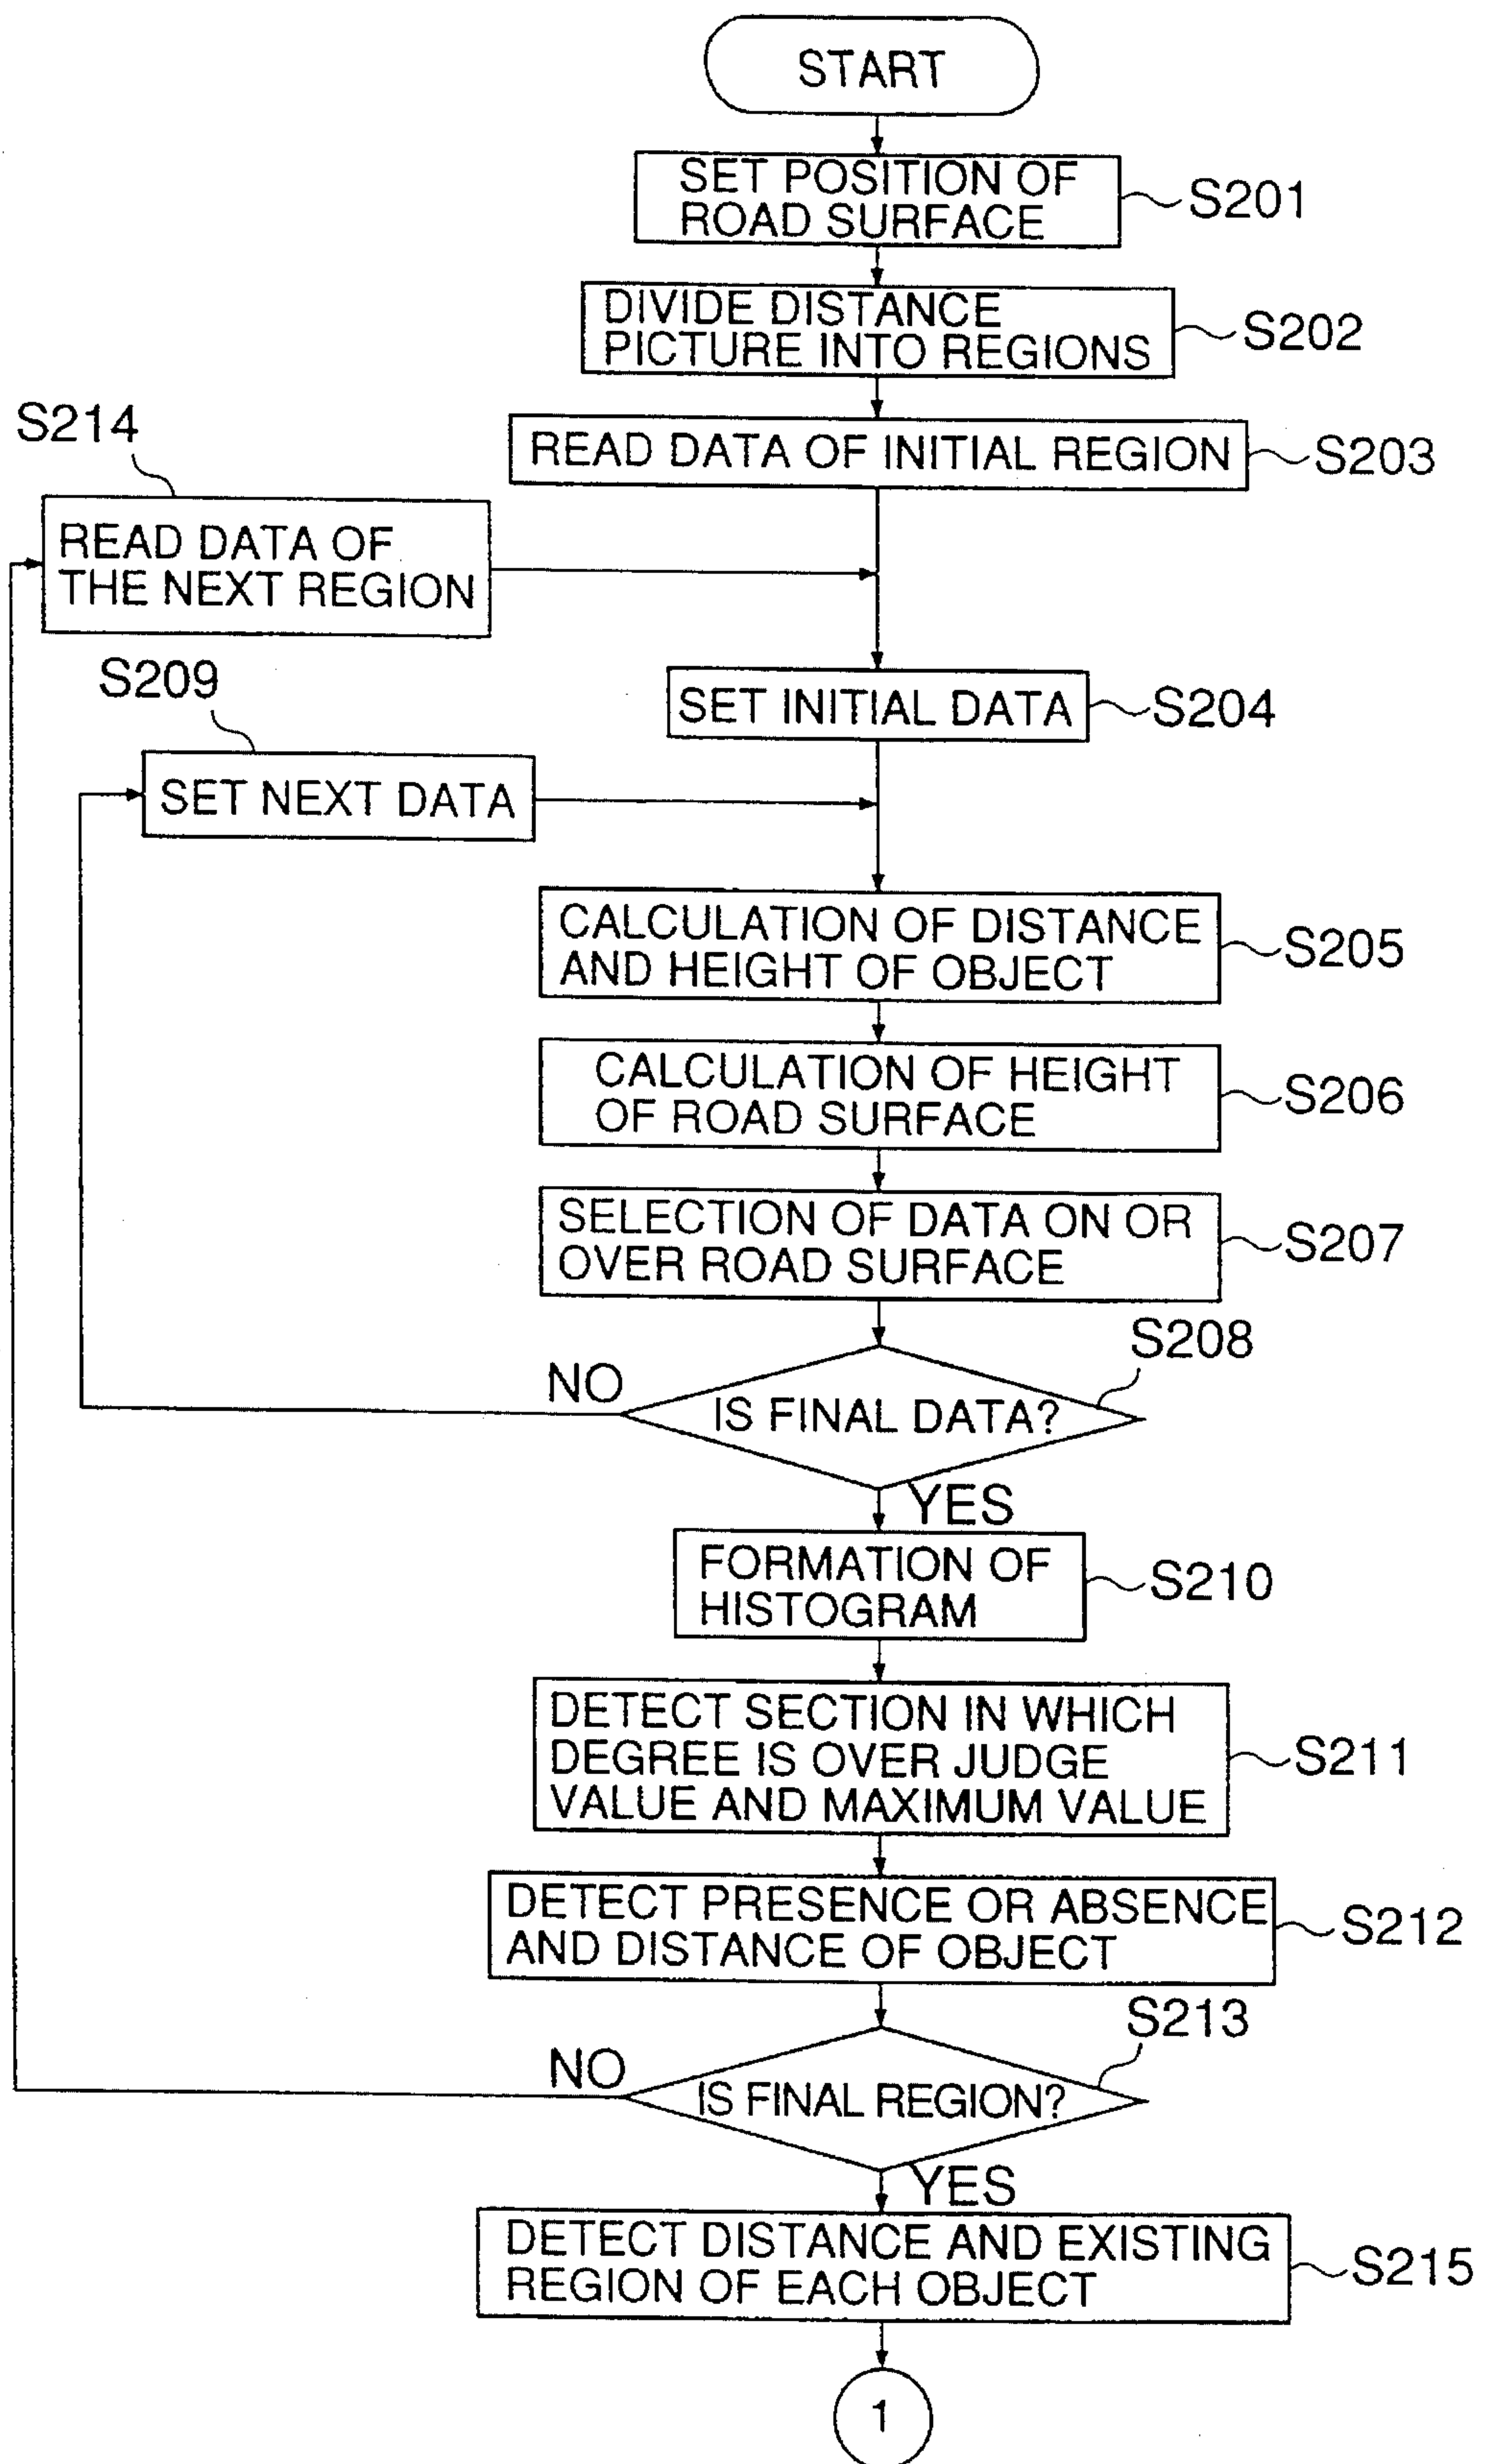 START
SET POSITION OF
ROAD SURFACE
S201
DIVIDE DISTANCE
PICTURE INTO REGIONS
S202
READ DATA OF INITIAL REGION
S203
S214
READ DATA OF
THE NEXT REGION
SET INITIAL DATA
S204
S209
SET NEXT DATA
CALCULATION OF DISTANCE
AND HEIGHT OF OBJECT
S205
CALCULATION OF HEIGHT
OF ROAD SURFACE
S206
SELECTION OF DATA ON OR
OVER ROAD SURFACE
S207
S208
NO
IS FINAL DATA?
YES
FORMATION OF
HISTOGRAM
S210
DETECT SECTION IN WHICH
DEGREE IS OVER JUDGE
VALUE AND MAXIMUM VALUE
S211
DETECT PRESENCE OR ABSENCE
AND DISTANCE OF OBJECT
S212
S213
NO
IS FINAL REGION?
YES
DETECT DISTANCE AND EXISTING
REGION OF EACH OBJECT
S215
1